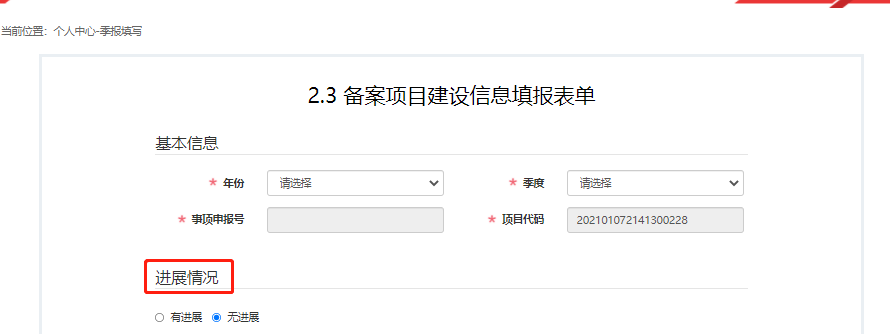 当前位置：个人中心-季报填写
2.3 备案项目建设信息填报表单
基本信息
* 年份 请选择 * 季度 请选择
* 事项申报号 * 项目代码 202101072141300228
进展情况
有进展 无进展